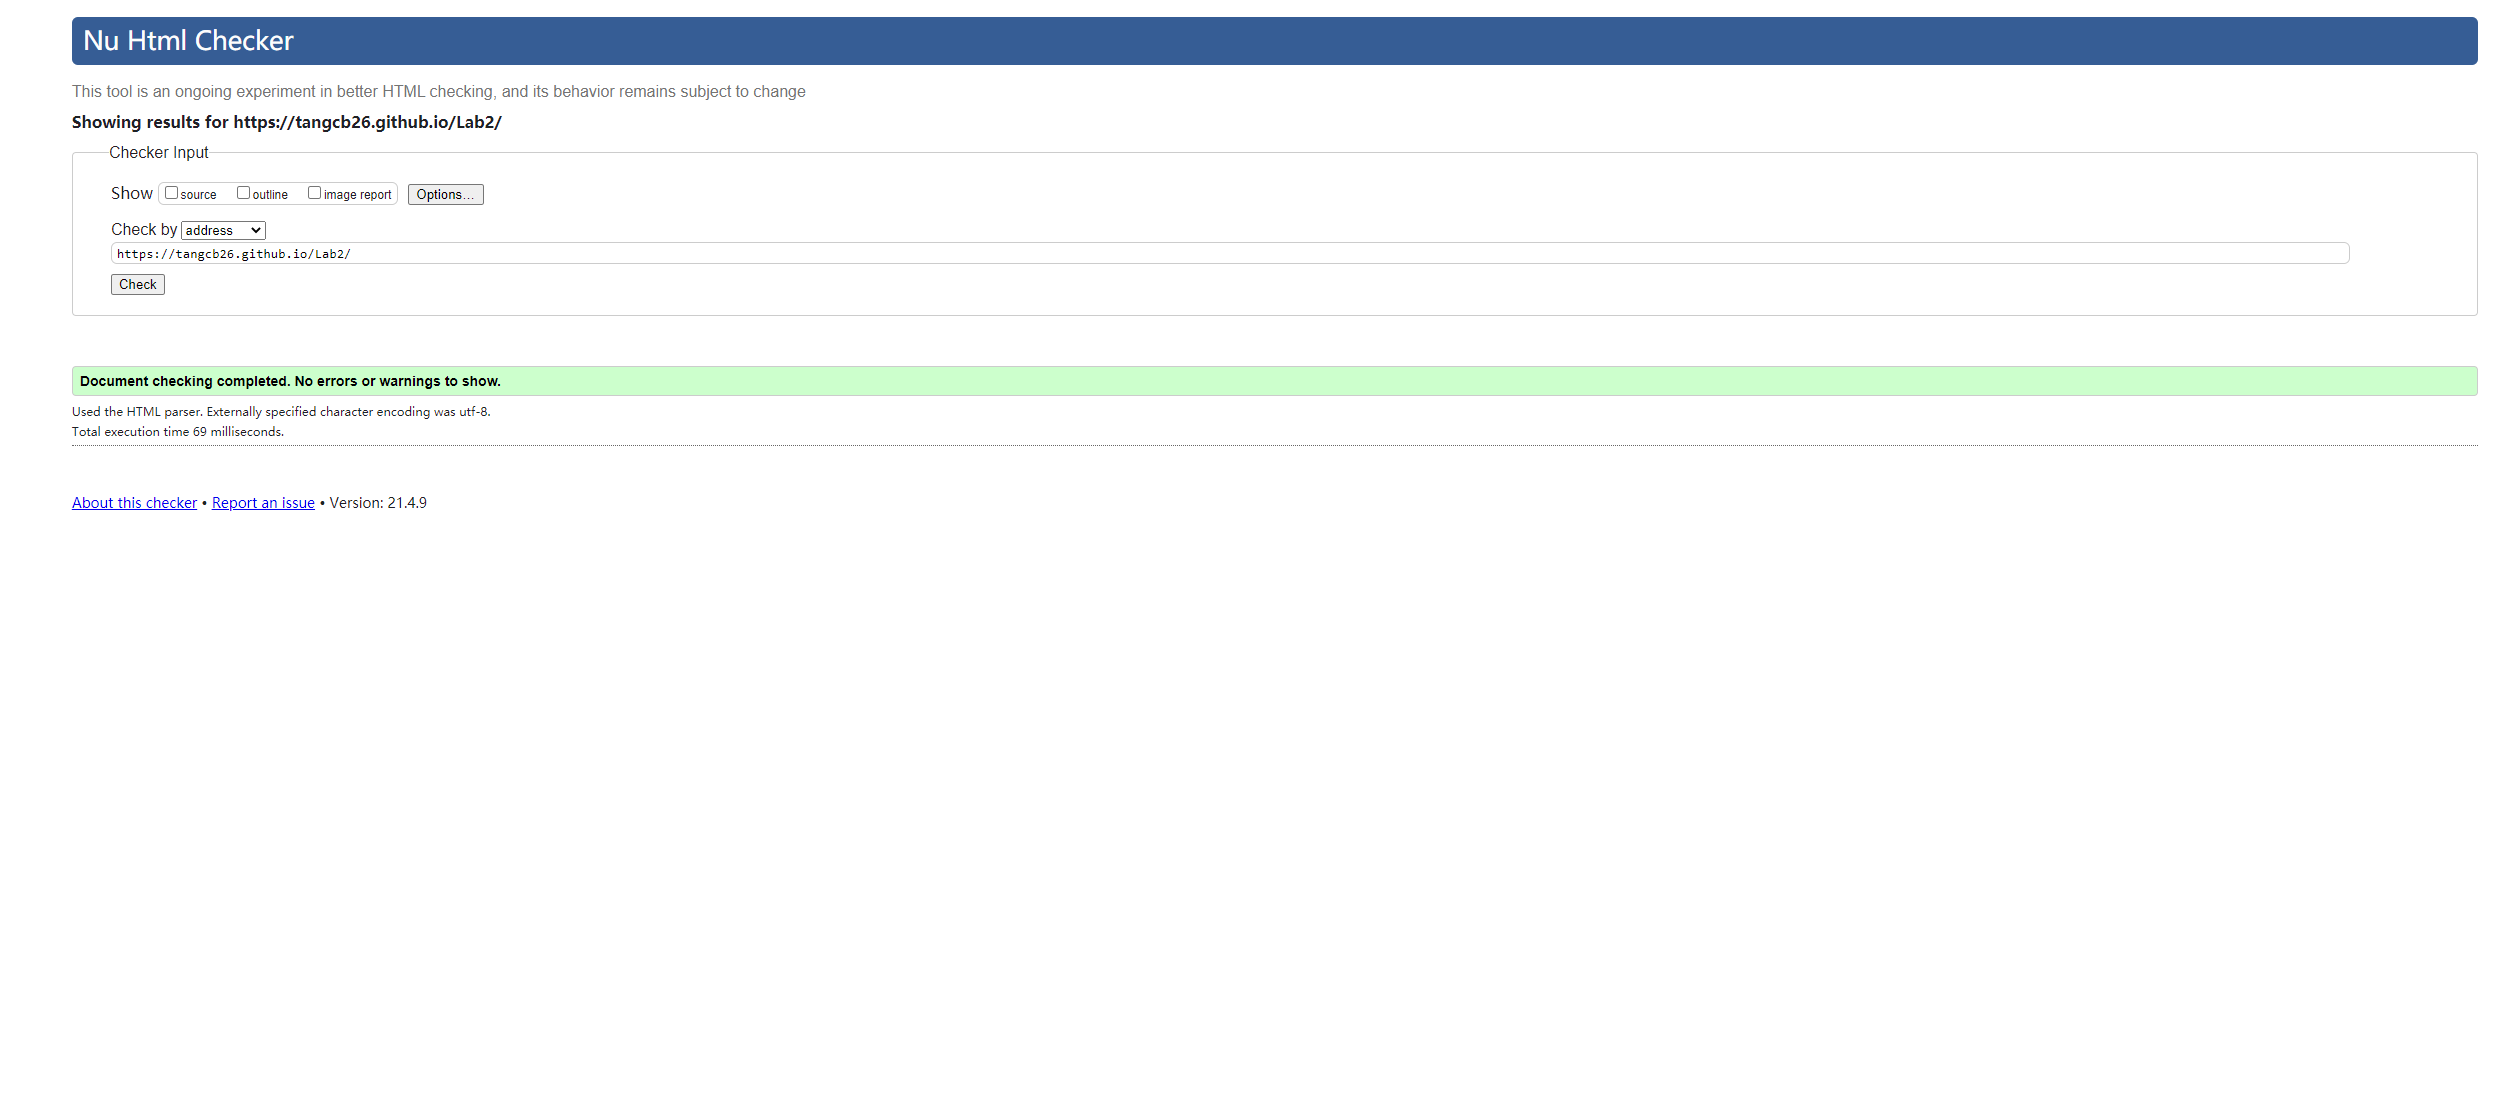 Nu Html Checker
This tool is an ongoing experiment in better HTML checking, and its behavior remains subject to change
Showing results for https://tangcb26.github.io/Lab2/
Checker Input
Show source outline image report Options...
Check by address
https://tangcb26.github.io/Lab2/
Check
Document checking completed. No errors or warnings to show.
Used the HTML parser. Externally specified character encoding was utf-8.
Total execution time 69 milliseconds.
About this checker • Report an issue • Version: 21.4.9